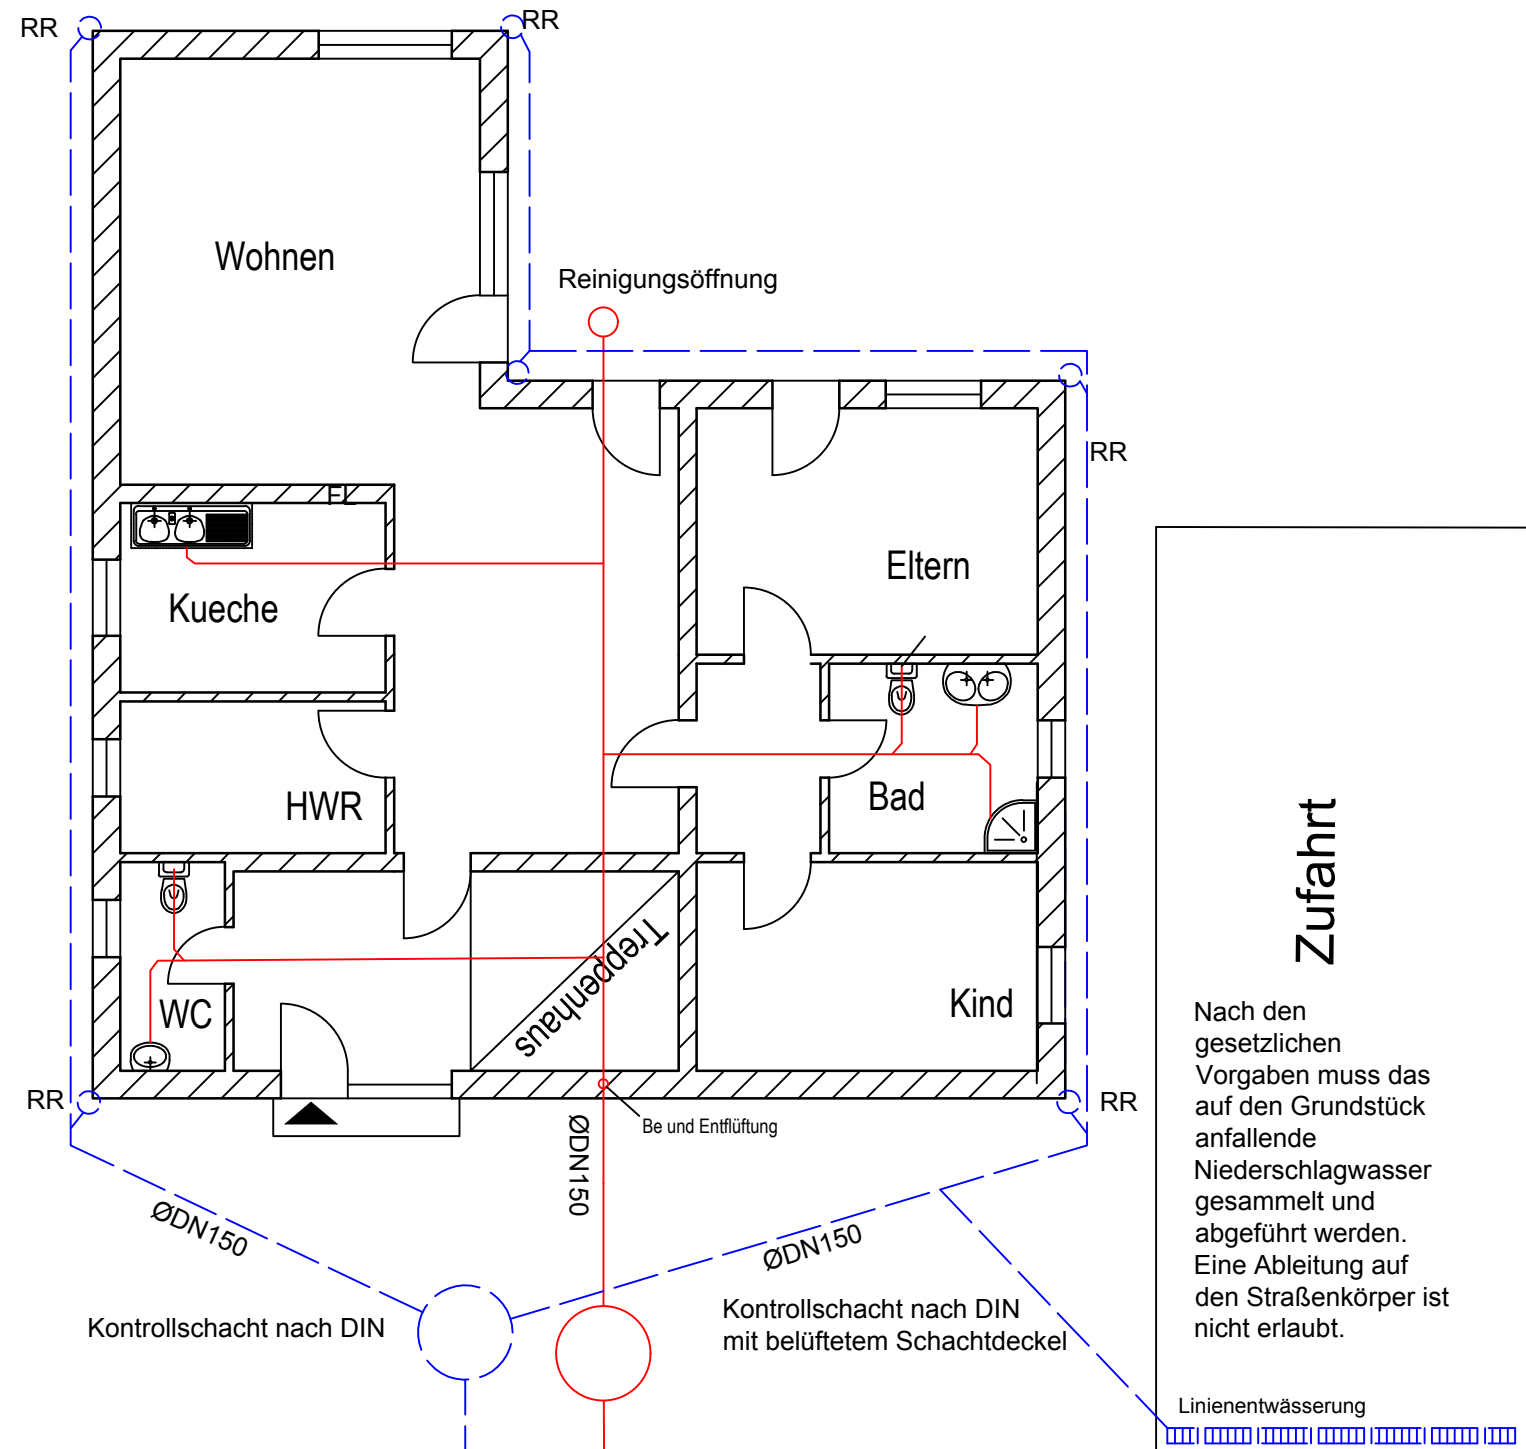 RR
RR
Wohnen
Reinigungsöffnung
RR
FL
Eltern
Kueche
Bad
HWR
Zufahrt
Treppenhaus
Kind
WC
Nach den
gesetzlichen
Vorgaben muss das
auf den Grundstück
anfallende
Niederschlagwasser
gesammelt und
abgeführt werden.
Eine Ableitung auf
den Straßenkörper ist
nicht erlaubt.
RR
RR
Be und Entflüftung
ØDN150
ØDN150
ØDN150
Kontrollschacht nach DIN
Kontrollschacht nach DIN
mit belüftetem Schachtdeckel
Linienentwässerung